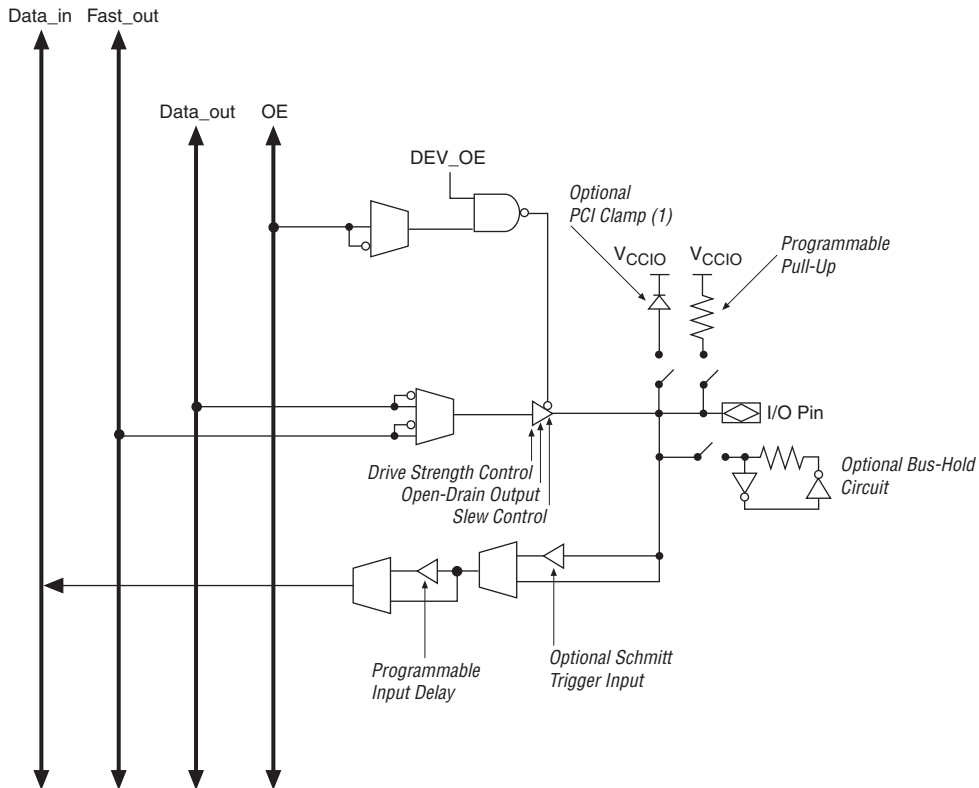 Data_in Fast_out
Data_out OE
DEV_OE
Optional
PCI Clamp (1)
VCCIO VCCIO
Programmable
Pull-Up
I/O Pin
Drive Strength Control
Open-Drain Output
Slew Control
Optional Bus-Hold
Circuit
Programmable
Input Delay
Optional Schmitt
Trigger Input